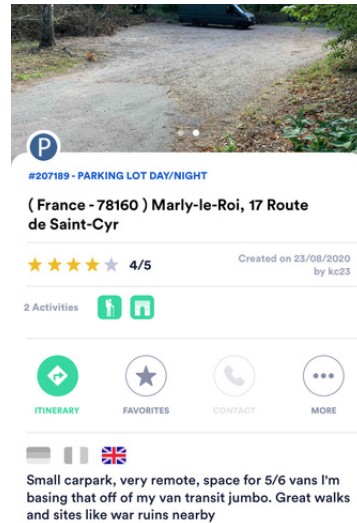 P
#207189 - PARKING LOT DAY/NIGHT
( France - 78160 ) Marly-le-Roi, 17 Route
de Saint-Cyr
4/5
Created on 23/08/2020
by kc23
2 Activities
ITINERARY FAVORITES CONTACT MORE
Small carpark, very remote, space for 5/6 vans I'm
basing that off of my van transit jumbo. Great walks
and sites like war ruins nearby